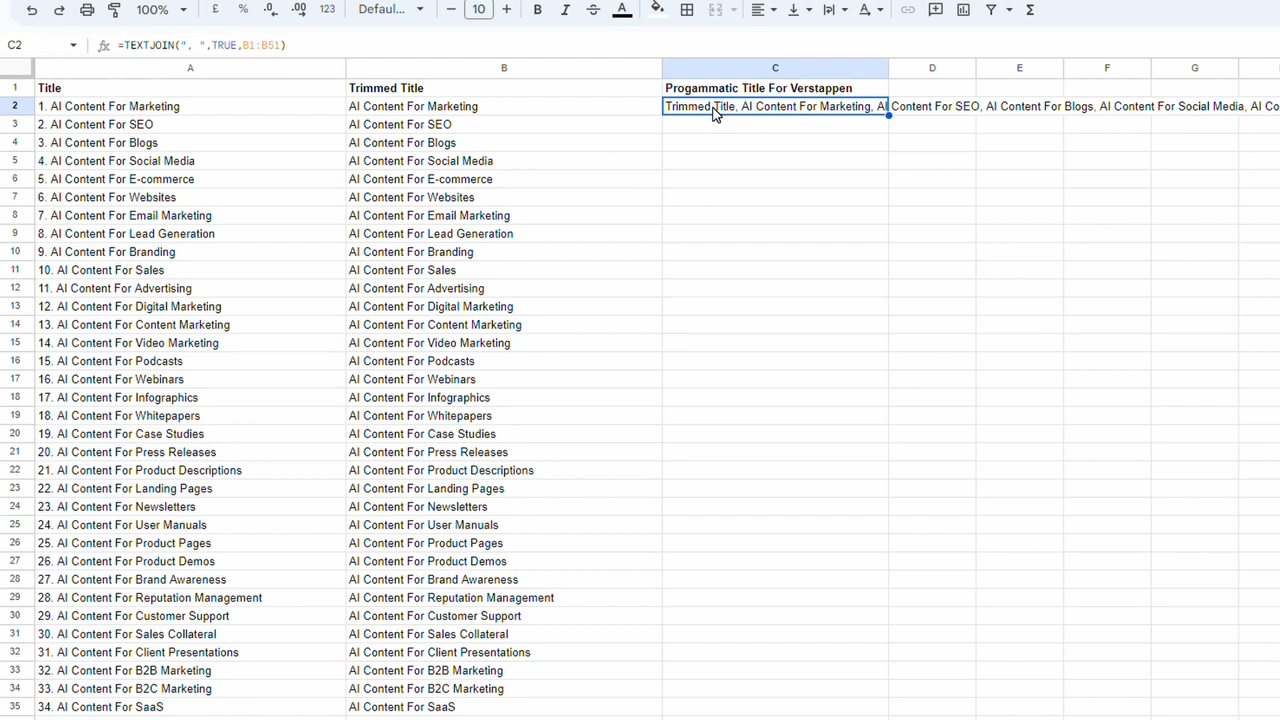 100% £ % .0 .00 123 Defaul... 10 B I A Σ
C2 fx =TEXTJOIN(", ",TRUE,B1:B51)
A B C D E F G
1 Title Trimmed Title Progammatic Title For Verstappen
2 1. AI Content For Marketing AI Content For Marketing Trimmed Title, AI Content For Marketing, AI Content For SEO, AI Content For Blogs, AI Content For Social Media, AI Co
3 2. AI Content For SEO AI Content For SEO
4 3. AI Content For Blogs AI Content For Blogs
5 4. AI Content For Social Media AI Content For Social Media
6 5. AI Content For E-commerce AI Content For E-commerce
7 6. AI Content For Websites AI Content For Websites
8 7. AI Content For Email Marketing AI Content For Email Marketing
9 8. AI Content For Lead Generation AI Content For Lead Generation
10 9. AI Content For Branding AI Content For Branding
11 10. AI Content For Sales AI Content For Sales
12 11. AI Content For Advertising AI Content For Advertising
13 12. AI Content For Digital Marketing AI Content For Digital Marketing
14 13. AI Content For Content Marketing AI Content For Content Marketing
15 14. AI Content For Video Marketing AI Content For Video Marketing
16 15. AI Content For Podcasts AI Content For Podcasts
17 16. AI Content For Webinars AI Content For Webinars
18 17. AI Content For Infographics AI Content For Infographics
19 18. AI Content For Whitepapers AI Content For Whitepapers
20 19. AI Content For Case Studies AI Content For Case Studies
21 20. AI Content For Press Releases AI Content For Press Releases
22 21. AI Content For Product Descriptions AI Content For Product Descriptions
23 22. AI Content For Landing Pages AI Content For Landing Pages
24 23. AI Content For Newsletters AI Content For Newsletters
25 24. AI Content For User Manuals AI Content For User Manuals
26 25. AI Content For Product Pages AI Content For Product Pages
27 26. AI Content For Product Demos AI Content For Product Demos
28 27. AI Content For Brand Awareness AI Content For Brand Awareness
29 28. AI Content For Reputation Management AI Content For Reputation Management
30 29. AI Content For Customer Support AI Content For Customer Support
31 30. AI Content For Sales Collateral AI Content For Sales Collateral
32 31. AI Content For Client Presentations AI Content For Client Presentations
33 32. AI Content For B2B Marketing AI Content For B2B Marketing
34 33. AI Content For B2C Marketing AI Content For B2C Marketing
35 34. AI Content For SaaS AI Content For SaaS